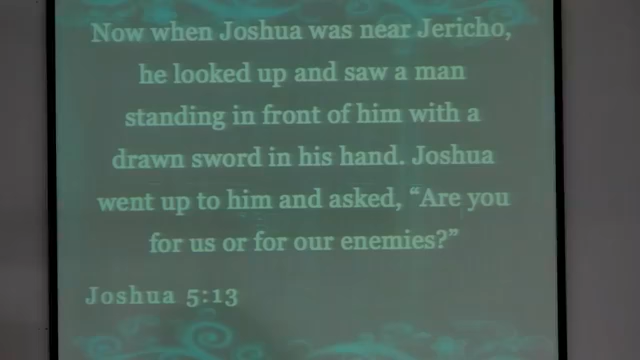 Now when Joshua was near Jericho,
he looked up and saw a man
standing in front of him with a
drawn sword in his hand. Joshua
went up to him and asked, “Are you
for us or for our enemies?”
Joshua 5:13